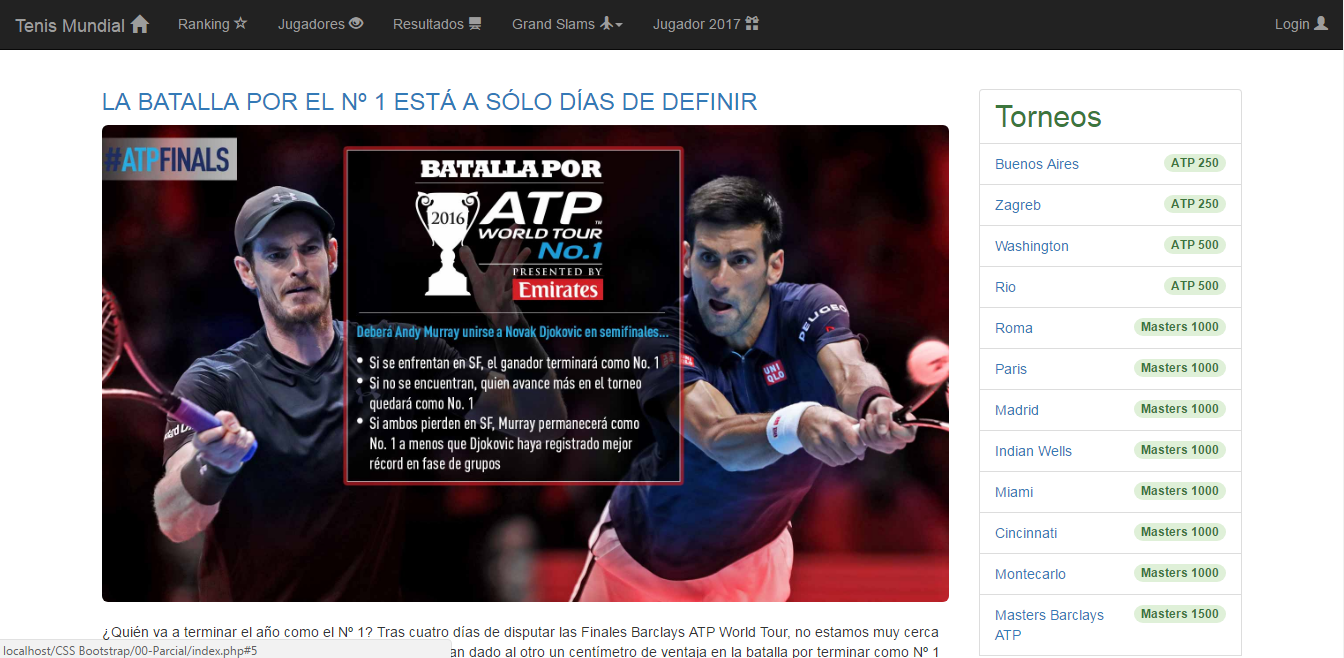 Tenis Mundial
Ranking
Jugadores
Resultados
Grand Slams
Jugador 2017
Login
LA BATALLA POR EL Nº 1 ESTÁ A SÓLO DÍAS DE DEFINIR
#ATPFINALS
BATALLA POR
2016
ATP
WORLD TOUR
No.1
PRESENTED BY
Emirates
Deberá Andy Murray unirse a Novak Djokovic en semifinales...
• Si se enfrentan en SF, el ganador terminará como No. 1
• Si no se encuentran, quien avance más en el torneo
quedará como No. 1
• Si ambos pierden en SF, Murray permanecerá como
No. 1 a menos que Djokovic haya registrado mejor
récord en fase de grupos
PEUGEOT
UNI
QLO
¿Quién va a terminar el año como el Nº 1? Tras cuatro días de disputar las Finales Barclays ATP World Tour, no estamos muy cerca
an dado al otro un centímetro de ventaja en la batalla por terminar como Nº 1
localhost/CSS Bootstrap/00-Parcial/index.php#5
Torneos
Buenos Aires ATP 250
Zagreb ATP 250
Washington ATP 500
Rio ATP 500
Roma Masters 1000
Paris Masters 1000
Madrid Masters 1000
Indian Wells Masters 1000
Miami Masters 1000
Cincinnati Masters 1000
Montecarlo Masters 1000
Masters Barclays Masters 1500
ATP